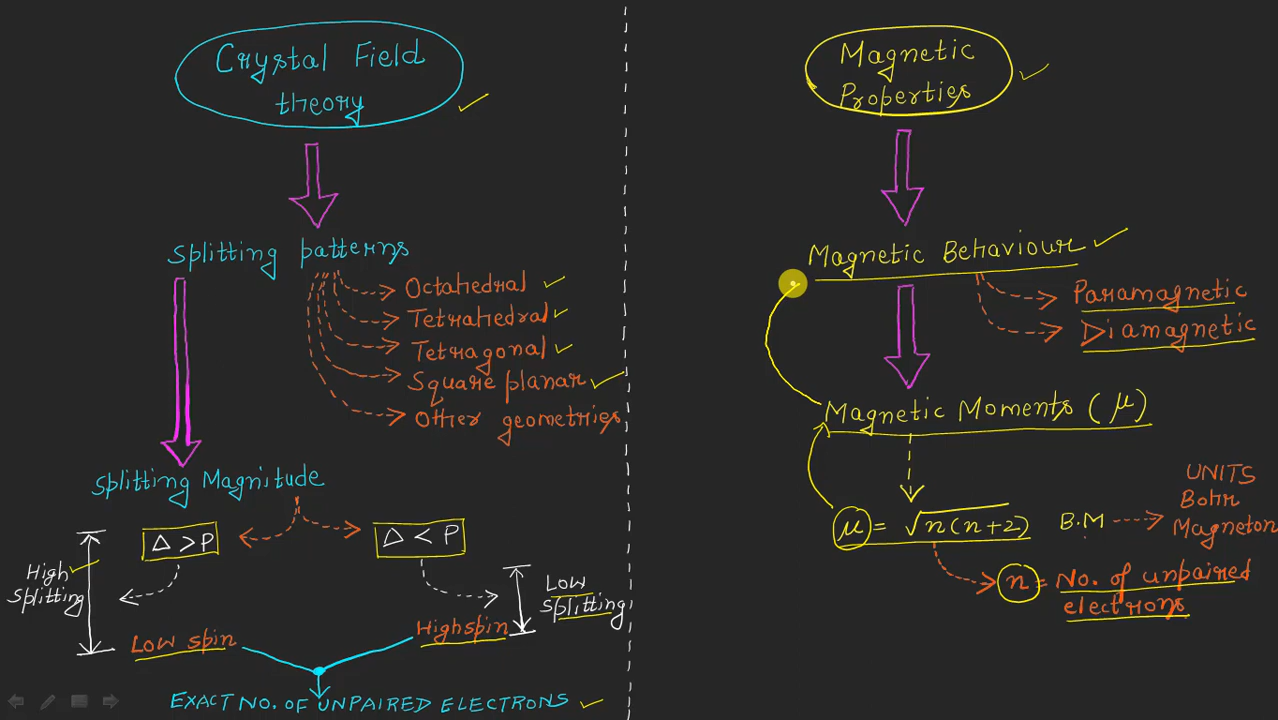 Crystal Field
theory
Splitting patterns
Octahedral
Tetrahedral
Tetragonal
Square planar
Other geometries
Splitting Magnitude
Δ > P
Δ < P
High
splitting
Low
splitting
Low spin
High spin
EXACT NO. OF UNPAIRED ELECTRONS
Magnetic
Properties
Magnetic Behaviour
Paramagnetic
Diamagnetic
Magnetic Moments (μ)
μ = √n(n+2) B.M
UNITS
Bohr
Magneton
n = No. of unpaired
electrons